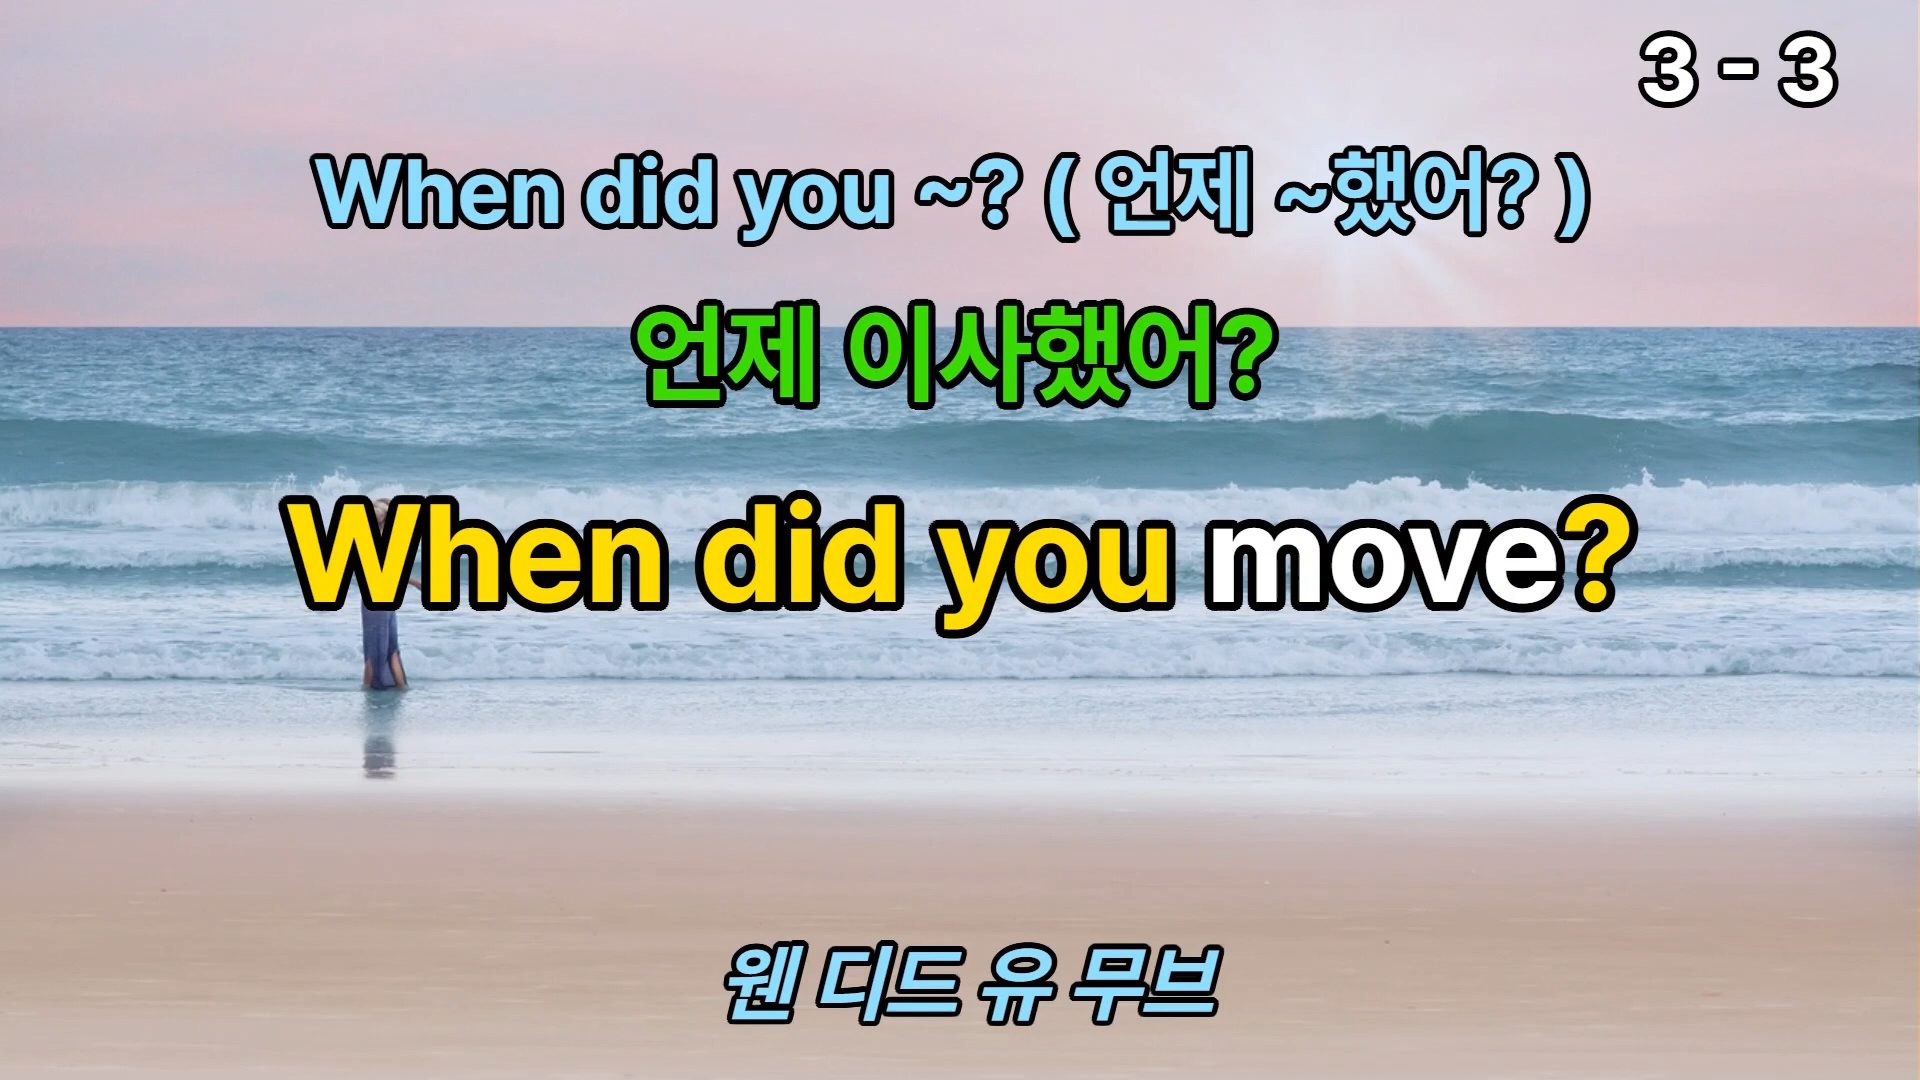 3 - 3
When did you ~? ( 언제 ~했어? )
언제 이사했어?
When did you move?
웬 디드 유 무브